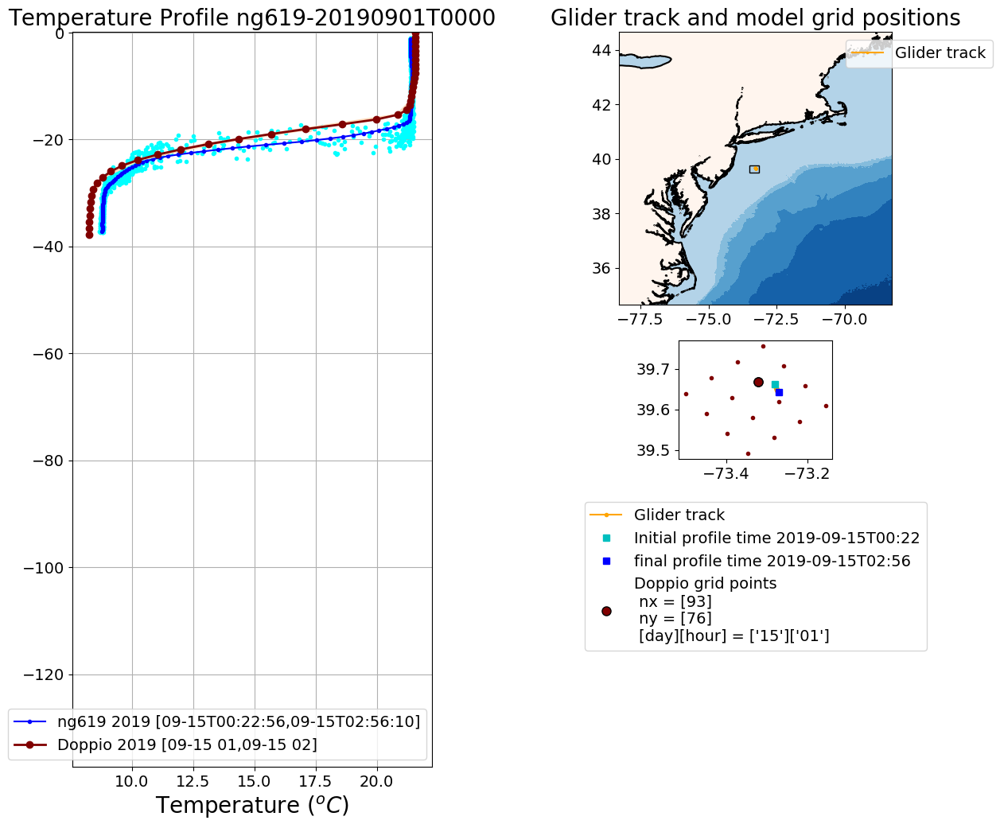 Temperature Profile ng619-20190901T0000
0
−20
−40
−60
−80
−100
−120
10.0 12.5 15.0 17.5 20.0
Temperature (°C)
ng619 2019 [09-15T00:22:56,09-15T02:56:10]
Doppio 2019 [09-15 01,09-15 02]
Glider track and model grid positions
Glider track
44
42
40
38
36
−77.5 −75.0 −72.5 −70.0
39.7
39.6
39.5
−73.4 −73.2
Glider track
Initial profile time 2019-09-15T00:22
final profile time 2019-09-15T02:56
Doppio grid points
nx = [93]
ny = [76]
[day][hour] = ['15']['01']